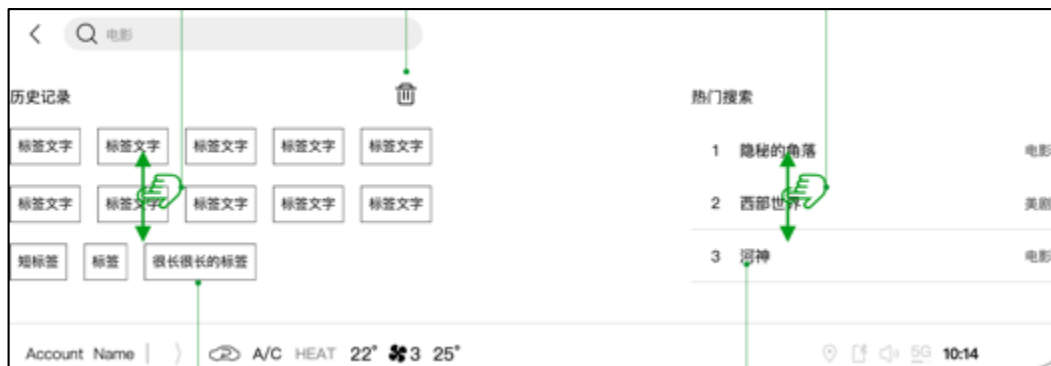 电影
历史记录
热门搜索
标签文字 标签文字 标签文字 标签文字 标签文字
1 隐秘的角落 电影
标签文字 标签文字 标签文字 标签文字 标签文字
2 西部世界 美剧
短标签 标签 很长很长的标签
3 河神 电影
Account Name A/C HEAT 22° 3 25° 5G 10:14